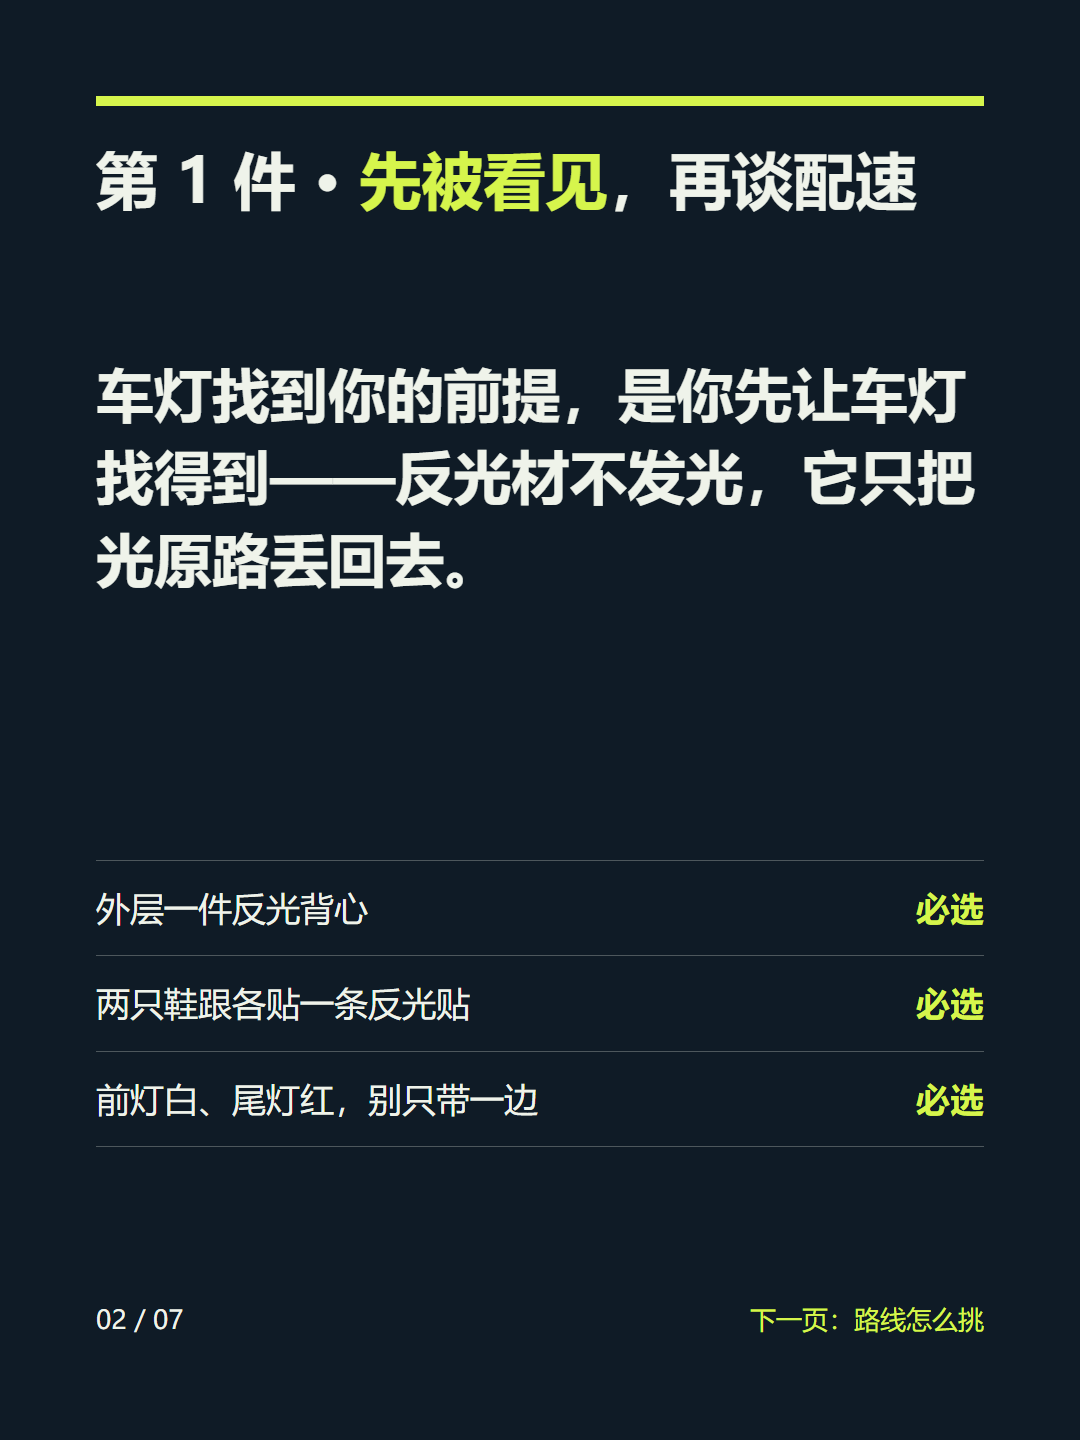 第 1 件 · 先被看见，再谈配速
车灯找到你的前提，是你先让车灯
找得到——反光材不发光，它只把
光原路丢回去。
外层一件反光背心 必选
两只鞋跟各贴一条反光贴 必选
前灯白、尾灯红，别只带一边 必选
02 / 07 下一页：路线怎么挑